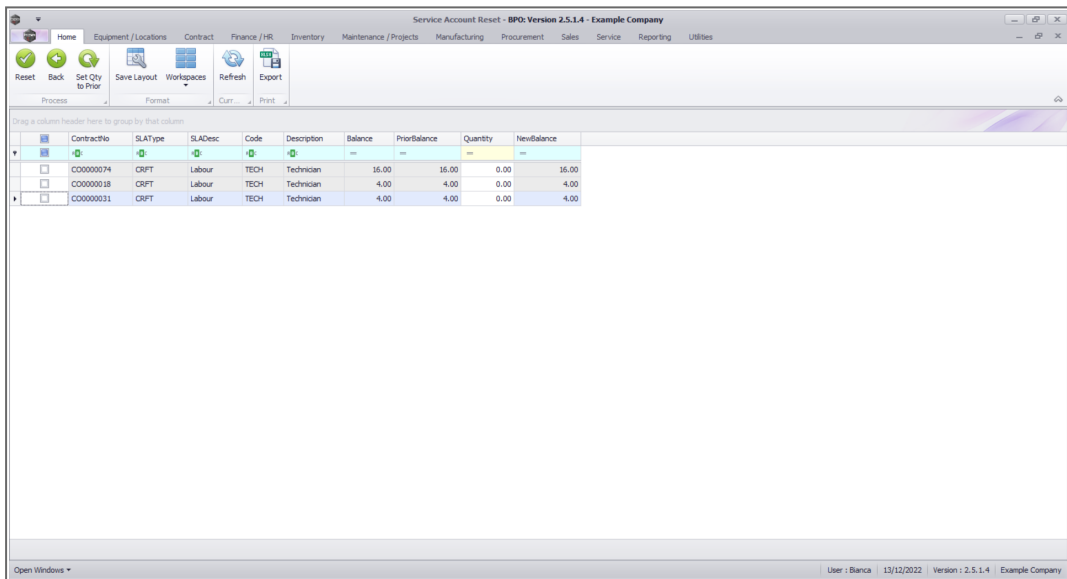 Service Account Reset - BPO: Version 2.5.1.4 - Example Company
Home Equipment / Locations Contract Finance / HR Inventory Maintenance / Projects Manufacturing Procurement Sales Service Reporting Utilities
Reset Back Set Qty to Prior Save Layout Workspaces Refresh Export
Process Format Curr... Print
Drag a column header here to group by that column
ContractNo SLAType SLADesc Code Description Balance PriorBalance Quantity NewBalance
= = = =
CO0000074 CRFT Labour TECH Technician 16.00 16.00 0.00 16.00
CO0000018 CRFT Labour TECH Technician 4.00 4.00 0.00 4.00
CO0000031 CRFT Labour TECH Technician 4.00 4.00 0.00 4.00
Open Windows User : Bianca 13/12/2022 Version : 2.5.1.4 Example Company